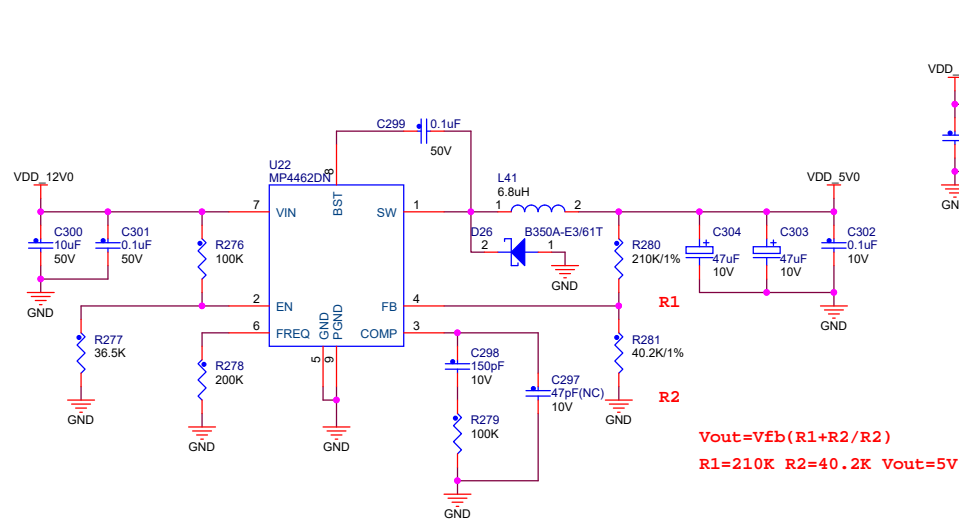 VDD_
C299
0.1uF
50V
U22
MP4462DN
8
VDD_12V0
L41
6.8uH
VDD_5V0
7
VIN
BST
SW
1
1
2
C300
10uF
50V
C301
0.1uF
50V
R276
100K
D26
2
B350A-E3/61T
1
R280
210K/1%
C304
47uF
10V
C303
47uF
10V
C302
0.1uF
10V
GND
GND
2
EN
FB
4
R1
GND
6
FREQ
GND
PGND
COMP
3
GND
R277
36.5K
5
9
R281
40.2K/1%
R278
200K
C298
150pF
10V
C297
47pF(NC)
10V
R2
GND
GND
GND
GND
R279
100K
Vout=Vfb(R1+R2/R2)
R1=210K R2=40.2K Vout=5V
GND